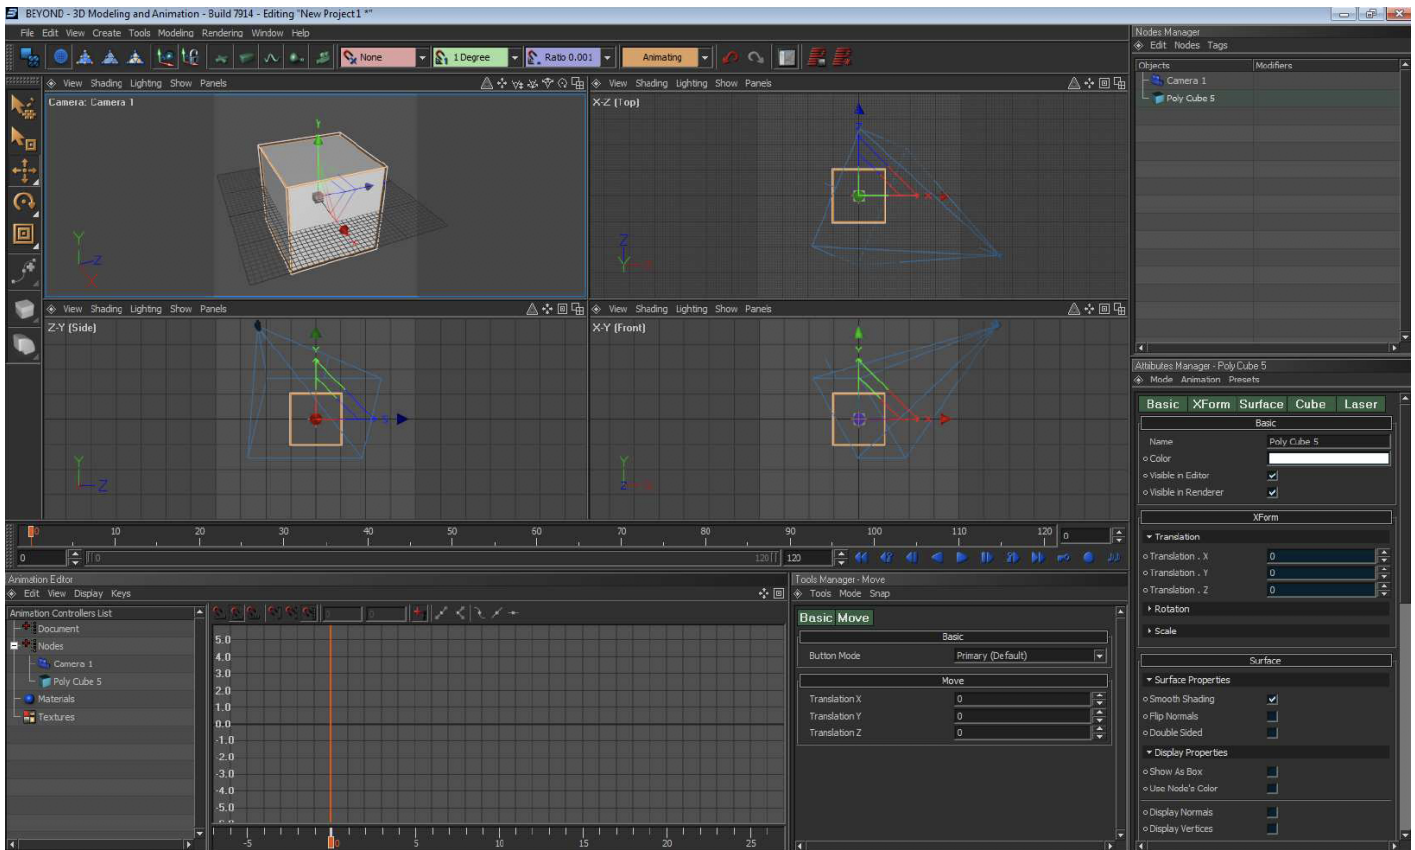 BEYOND - 3D Modeling and Animation - Build 7914 - Editing "New Project1 *"
File Edit View Create Tools Modeling Rendering Window Help
None 1 Degree Ratio 0.001 Animating
View Shading Lighting Show Panels
Camera: Camera 1
Y
Y
Z
X
View Shading Lighting Show Panels
X-Z (Top)
Z
X
Z
Y
View Shading Lighting Show Panels
Z-Y (Side)
Y
Y
Z
View Shading Lighting Show Panels
X-Y (Front)
Y
X
Y
Z
0 10 20 30 40 50 60 70 80 90 100 110 120 0
0 0 120 120
Animation Editor
Edit View Display Keys
Animation Controllers List
Document
Nodes
Camera 1
Poly Cube 5
Materials
Textures
0 0
5.0
4.0
3.0
2.0
1.0
0.0
-1.0
-2.0
-3.0
-4.0
-5.0
-5 0 5 10 15 20 25
Tools Manager - Move
Tools Mode Snap
Basic Move
Basic
Button Mode Primary (Default)
Move
Translation X 0
Translation Y 0
Translation Z 0
Nodes Manager
Edit Nodes Tags
Objects Modifiers
Camera 1
Poly Cube 5
Attributes Manager - Poly Cube 5
Mode Animation Presets
Basic XForm Surface Cube Laser
Basic
Name Poly Cube 5
Color
Visible in Editor
Visible in Renderer
XForm
Translation
Translation . X 0
Translation . Y 0
Translation . Z 0
Rotation
Scale
Surface
Surface Properties
Smooth Shading
Flip Normals
Double Sided
Display Properties
Show As Box
Use Node's Color
Display Normals
Display Vertices